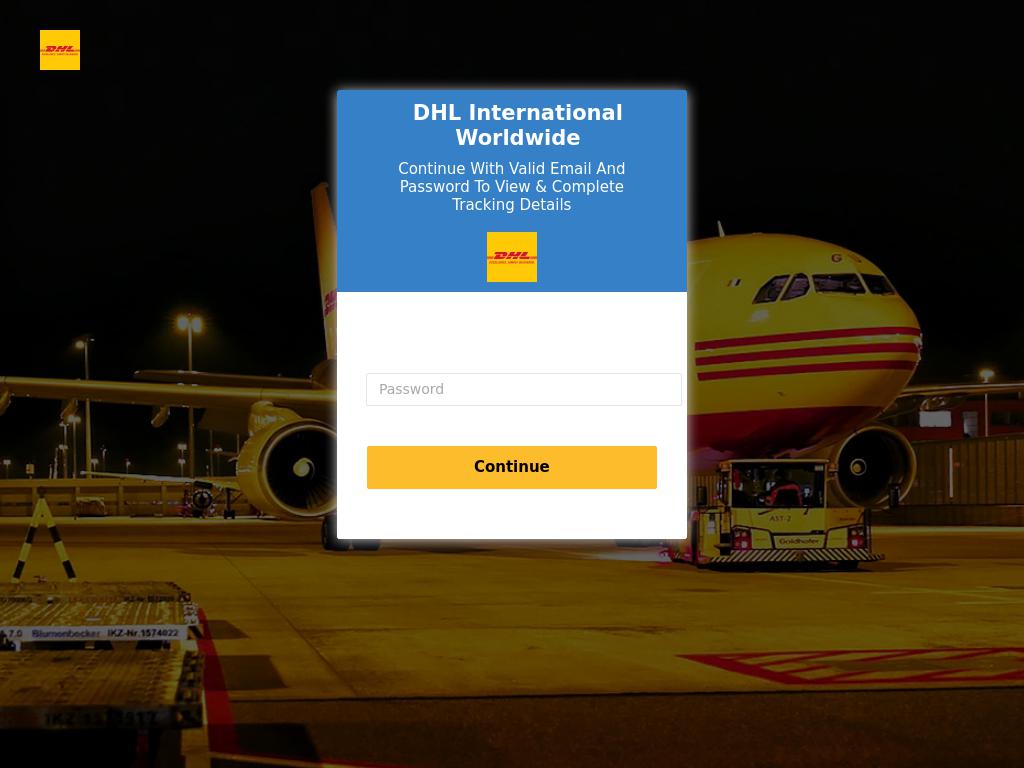 DHL
DHL International
Worldwide
Continue With Valid Email And
Password To View & Complete
Tracking Details
DHL
Password
Continue
AST-2
Goldhofer
7.0 Blumenbecker IKZ-Nr.1574022